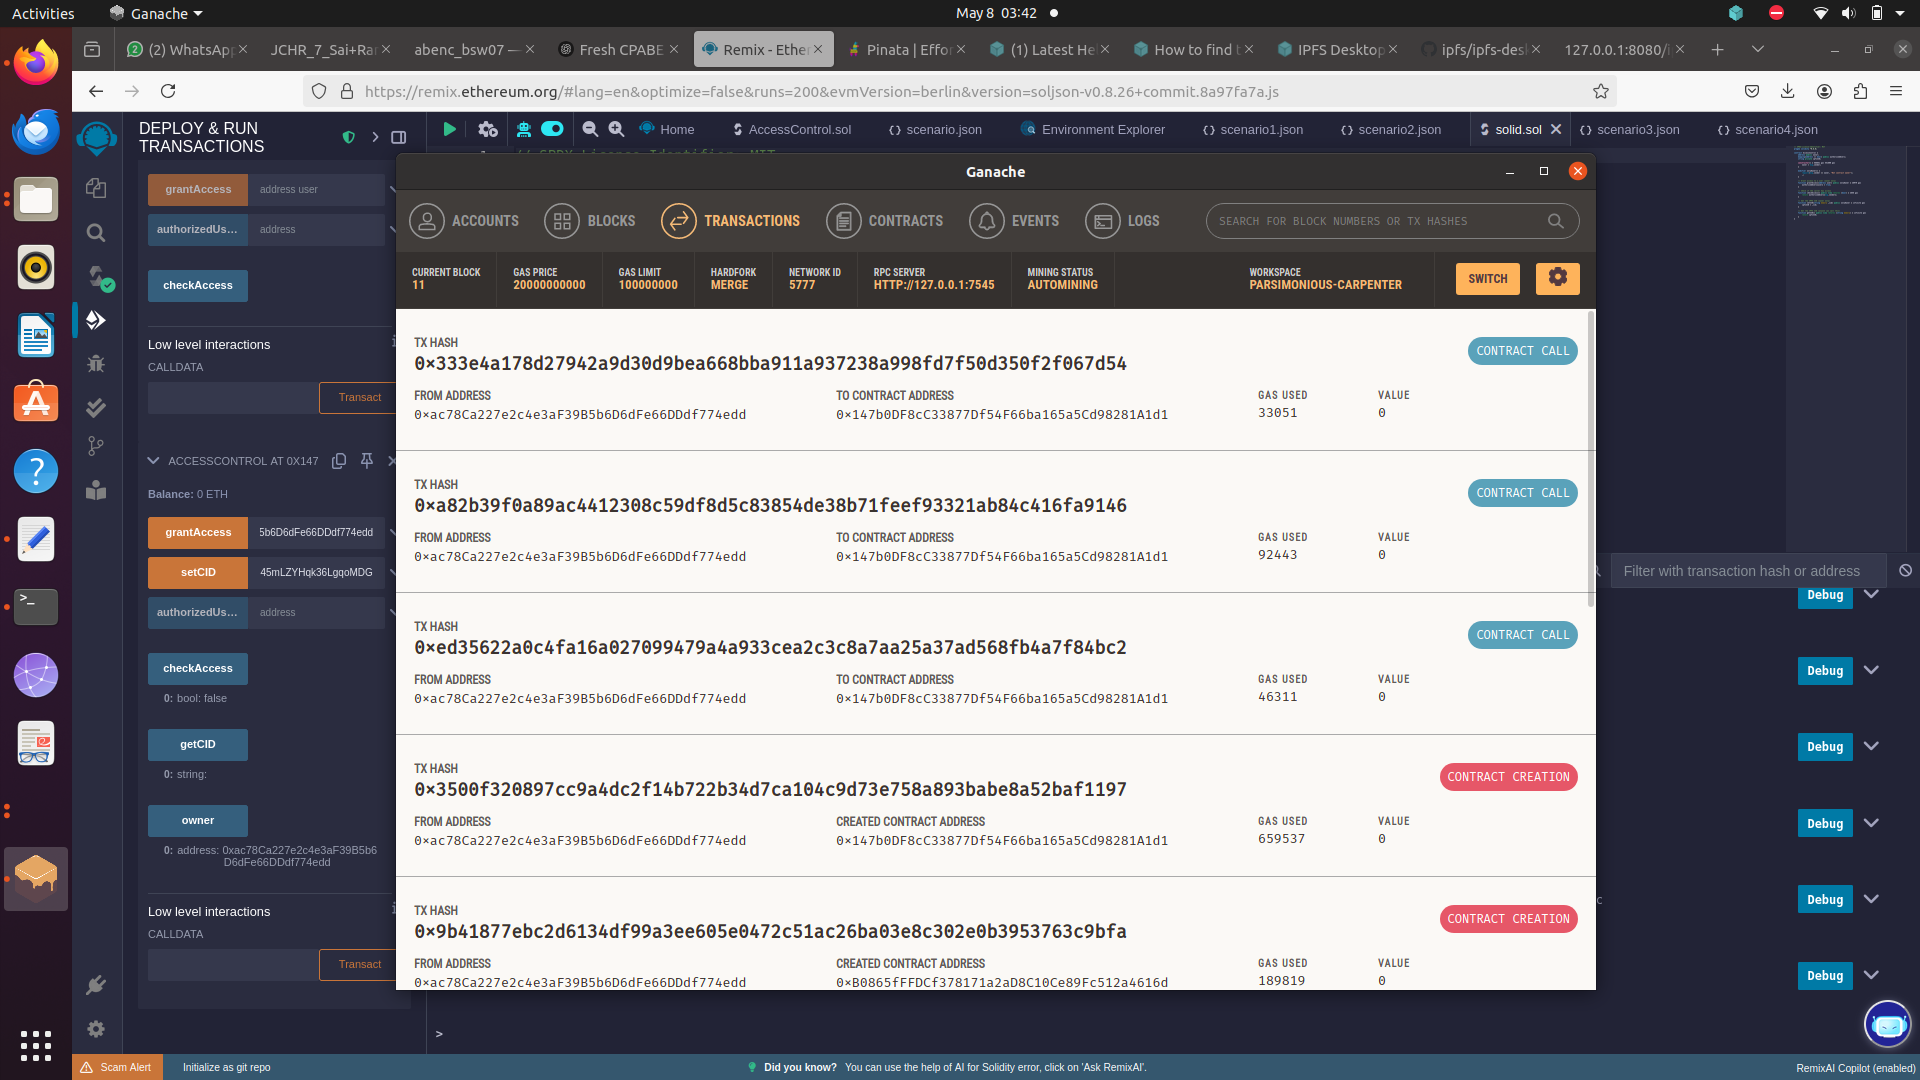 Activities
Ganache
May 8  03:42
(2) WhatsApp
JCHR_7_Sai+Ra
abenc_bsw07 —
Fresh CPABE
Remix - Ether
Pinata | Effor
(1) Latest He
How to find t
IPFS Desktop
ipfs/ipfs-desk
127.0.0.1:8080/i
https://remix.ethereum.org/#lang=en&optimize=false&runs=200&evmVersion=berlin&version=soljson-v0.8.26+commit.8a97fa7a.js
DEPLOY & RUN
TRANSACTIONS
Home
AccessControl.sol
scenario.json
Environment Explorer
scenario1.json
scenario2.json
solid.sol
scenario3.json
scenario4.json
1
// SPDX-License-Identifier: MIT
grantAccess
address user
authorizedUs...
address
checkAccess
Low level interactions
CALLDATA
Transact
ACCESSCONTROL AT 0X147
Balance: 0 ETH
grantAccess
5b6D6dFe66DDdf774edd
setCID
45mLZYHqk36LgqoMDG
authorizedUs...
address
checkAccess
0: bool: false
getCID
0: string:
owner
0: address: 0xac78Ca227e2c4e3aF39B5b6
D6dFe66DDdf774edd
Low level interactions
CALLDATA
Transact
Ganache
ACCOUNTS
BLOCKS
TRANSACTIONS
CONTRACTS
EVENTS
LOGS
SEARCH FOR BLOCK NUMBERS OR TX HASHES
CURRENT BLOCK
11
GAS PRICE
20000000000
GAS LIMIT
100000000
HARDFORK
MERGE
NETWORK ID
5777
RPC SERVER
HTTP://127.0.0.1:7545
MINING STATUS
AUTOMINING
WORKSPACE
PARSIMONIOUS-CARPENTER
SWITCH
TX HASH
0×333e4a178d27942a9d30d9bea668bba911a937238a998fd7f50d350f2f067d54
CONTRACT CALL
FROM ADDRESS
0×ac78Ca227e2c4e3aF39B5b6D6dFe66DDdf774edd
TO CONTRACT ADDRESS
0×147b0DF8cC33877Df54F66ba165a5Cd98281A1d1
GAS USED
33051
VALUE
0
TX HASH
0×a82b39f0a89ac4412308c59df8d5c83854de38b71feef93321ab84c416fa9146
CONTRACT CALL
FROM ADDRESS
0×ac78Ca227e2c4e3aF39B5b6D6dFe66DDdf774edd
TO CONTRACT ADDRESS
0×147b0DF8cC33877Df54F66ba165a5Cd98281A1d1
GAS USED
92443
VALUE
0
TX HASH
0×ed35622a0c4fa16a027099479a4a933cea2c3c8a7aa25a37ad568fb4a7f84bc2
CONTRACT CALL
FROM ADDRESS
0×ac78Ca227e2c4e3aF39B5b6D6dFe66DDdf774edd
TO CONTRACT ADDRESS
0×147b0DF8cC33877Df54F66ba165a5Cd98281A1d1
GAS USED
46311
VALUE
0
TX HASH
0×3500f320897cc9a4dc2f14b722b34d7ca104c9d73e758a893babe8a52baf1197
CONTRACT CREATION
FROM ADDRESS
0×ac78Ca227e2c4e3aF39B5b6D6dFe66DDdf774edd
CREATED CONTRACT ADDRESS
0×147b0DF8cC33877Df54F66ba165a5Cd98281A1d1
GAS USED
659537
VALUE
0
TX HASH
0×9b41877ebc2d6134df99a3ee605e0472c51ac26ba03e8c302e0b3953763c9bfa
CONTRACT CREATION
FROM ADDRESS
0×ac78Ca227e2c4e3aF39B5b6D6dFe66DDdf774edd
CREATED CONTRACT ADDRESS
0×B0865fFFDCf378171a2aD8C10Ce89Fc512a4616d
GAS USED
189819
VALUE
0
Filter with transaction hash or address
Debug
Debug
Debug
Debug
c
Debug
Debug
>
Scam Alert
Initialize as git repo
Did you know? You can use the help of AI for Solidity error, click on 'Ask RemixAI'.
RemixAI Copilot (enabled)